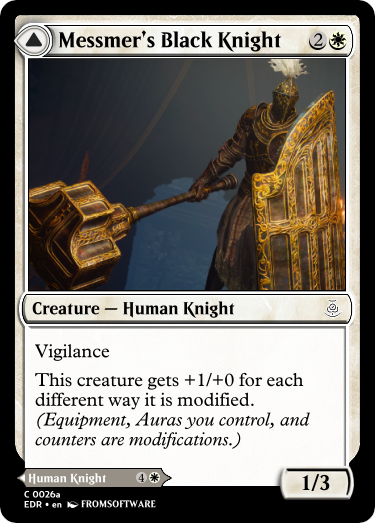 Messmer's Black Knight 2
Creature — Human Knight
Vigilance
This creature gets +1/+0 for each
different way it is modified.
(Equipment, Auras you control, and
counters are modifications.)
Human Knight 4
1/3
C 0026a
EDR • en FROMSOFTWARE